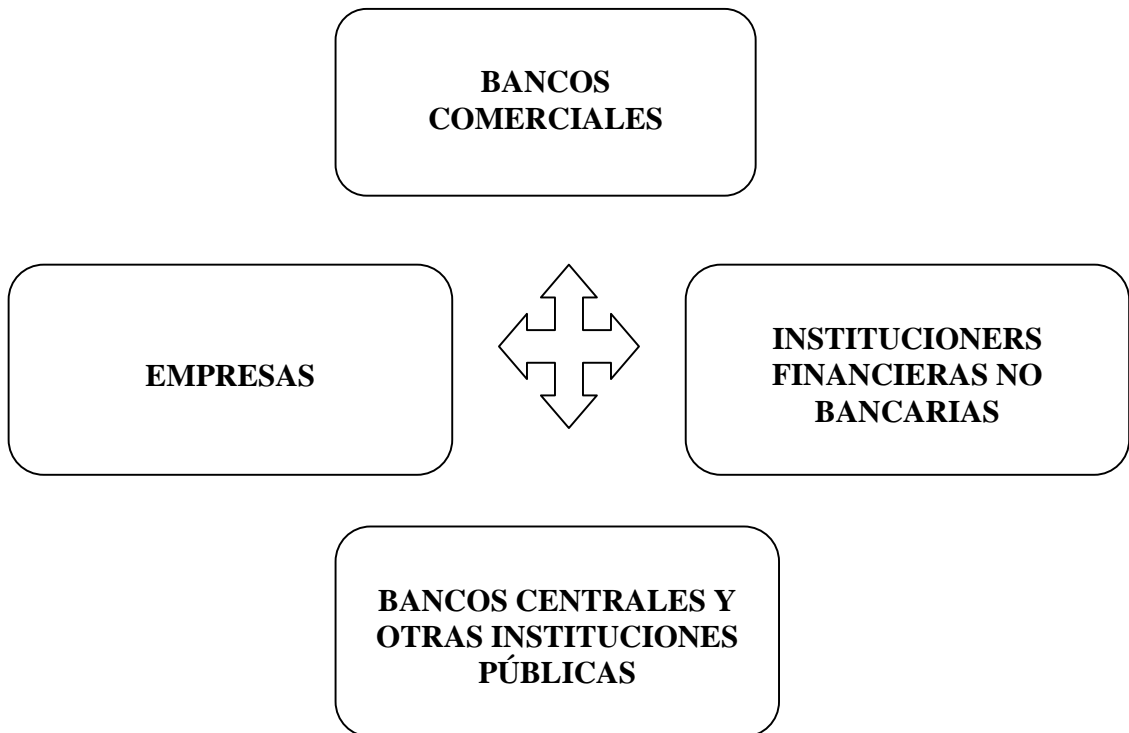 BANCOS
COMERCIALES
EMPRESAS
INSTITUCIONERS
FINANCIERAS NO
BANCARIAS
BANCOS CENTRALES Y
OTRAS INSTITUCIONES
PÚBLICAS